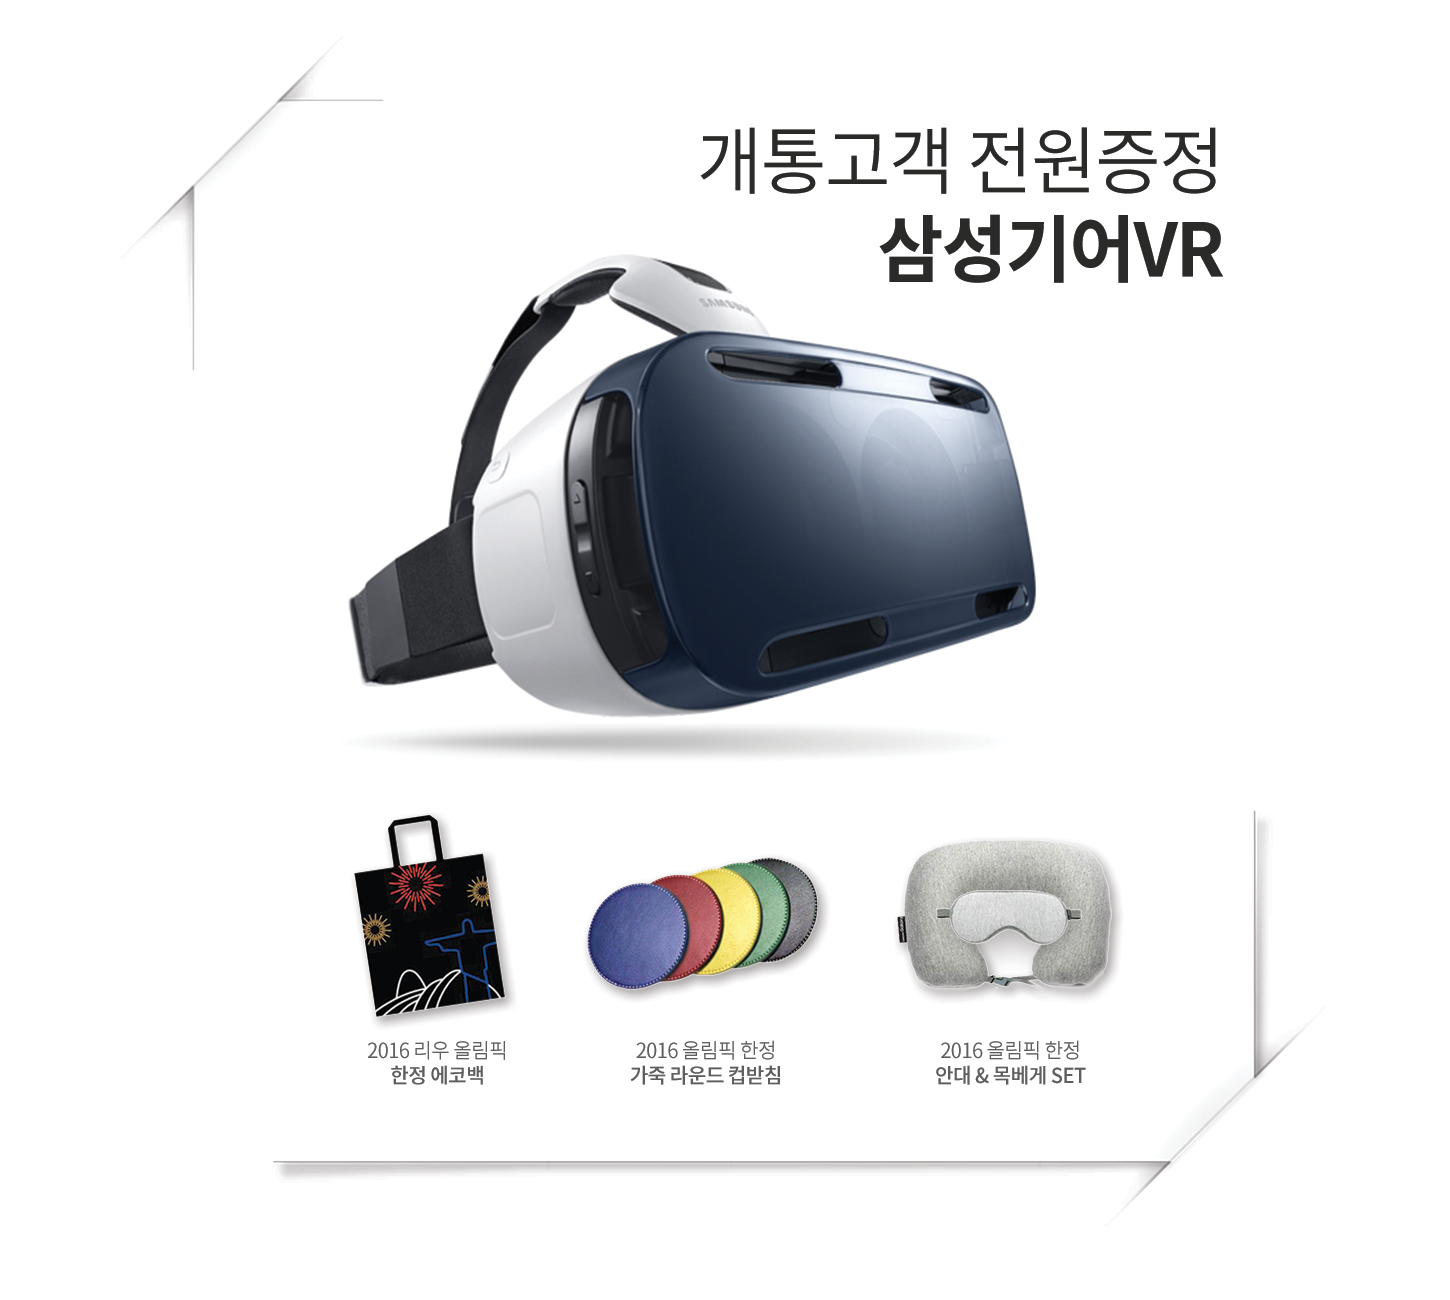 개통고객 전원증정
삼성기어VR
SAMSUNG
2016 리우 올림픽
한정 에코백
2016 올림픽 한정
가죽 라운드 컵받침
2016 올림픽 한정
안대 & 목베게 SET